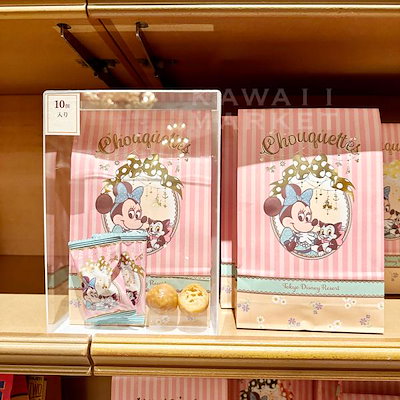 10個
入り
KAWAII
MARKET
Chouquettes
Chouquettes
Tokyo Disney Resort